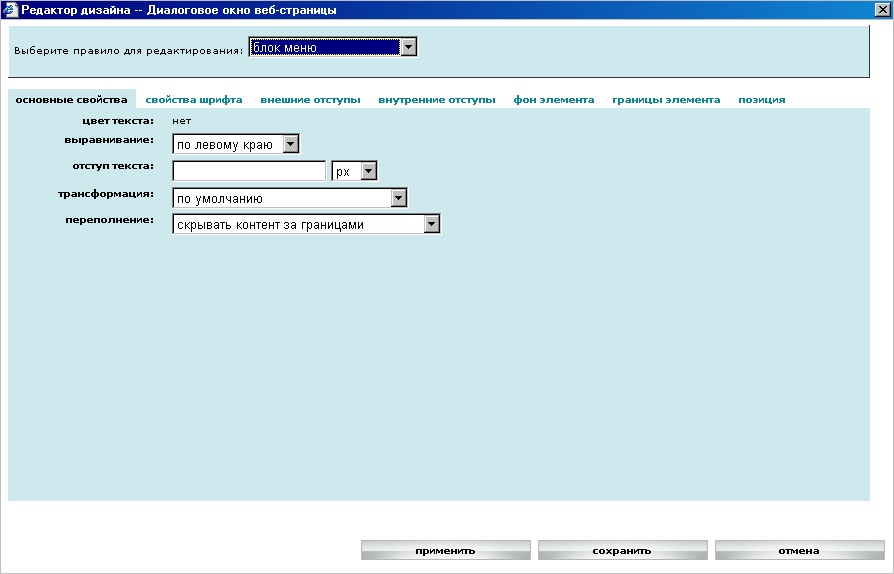 Редактор дизайна -- Диалоговое окно веб-страницы
Выберите правило для редактирования: блок меню
основные свойства свойства шрифта внешние отступы внутренние отступы фон элемента границы элемента позиция
цвет текста: нет
выравнивание: по левому краю
отступ текста: px
трансформация: по умолчанию
переполнение: скрывать контент за границами
применить сохранить отмена